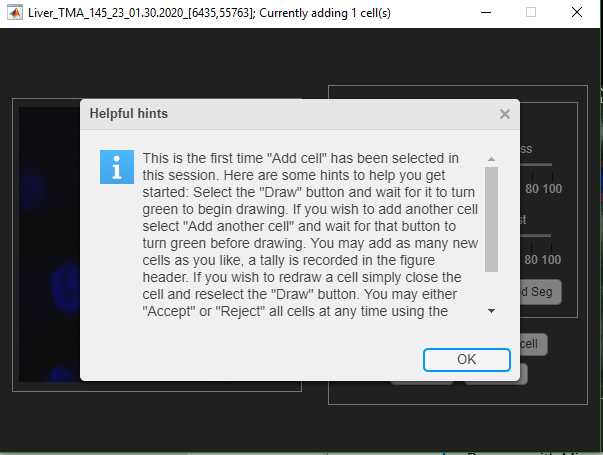 Liver_TMA_145_23_01.30.2020_[6435,55763]; Currently adding 1 cell(s)
Helpful hints
This is the first time "Add cell" has been selected in
this session. Here are some hints to help you get
started: Select the "Draw" button and wait for it to turn
green to begin drawing. If you wish to add another cell
select "Add another cell" and wait for that button to
turn green before drawing. You may add as many new
cells as you like, a tally is recorded in the figure
header. If you wish to redraw a cell simply close the
cell and reselect the "Draw" button. You may either
"Accept" or "Reject" all cells at any time using the
OK
ss
80 100
st
80 100
d Seg
cell